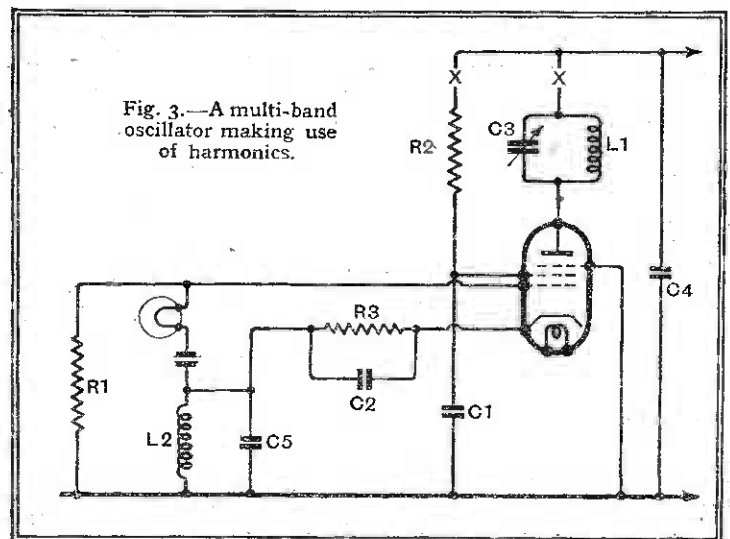 Fig. 3.—A multi-band
oscillator making use
of harmonics.
X X
C3
R2
L1
C4
R3
R1
C2
C1
L2
C5